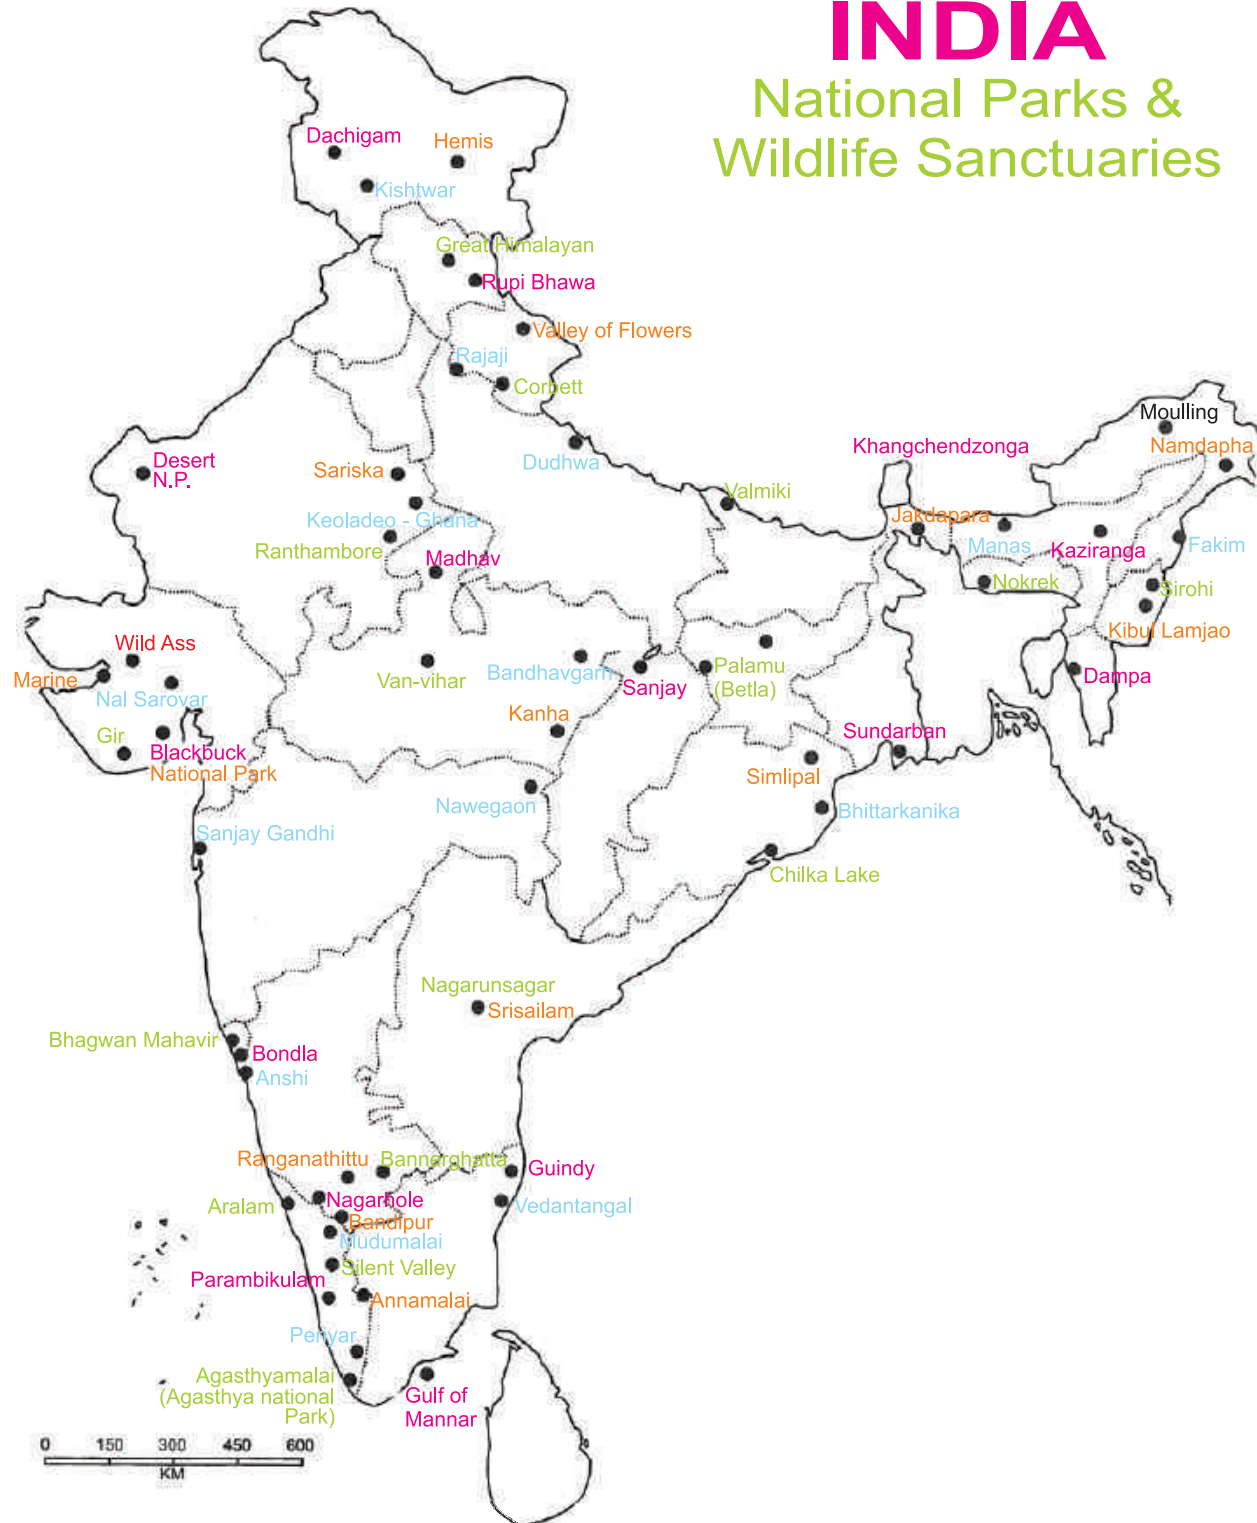 INDIA
National Parks &
Wildlife Sanctuaries
Dachigam
Hemis
Kishtwar
Great Himalayan
Rupi Bhawa
Valley of Flowers
Rajaji
Corbett
Moulling
Namdapha
Khangchendzonga
Dudhwa
Desert
N.P.
Sariska
Valmiki
Keoladeo - Ghana
Jakdapara
Manas
Kaziranga
Fakim
Ranthambore
Madhav
Nokrek
Sirohi
Kibul Lamjao
Wild Ass
Marine
Nal Sarovar
Van-vihar
Bandhavgarh
Sanjay
Palamu
(Betla)
Dampa
Gir
Blackbuck
National Park
Kanha
Sundarban
Simlipal
Nawegaon
Bhittarkanika
Sanjay Gandhi
Chilka Lake
Nagarunsagar
Srisailam
Bhagwan Mahavir
Bondla
Anshi
Ranganathittu
Bannerghatta
Guindy
Aralam
Nagarhole
Vedantangal
Bandipur
Mudumalai
Silent Valley
Parambikulam
Annamalai
Periyar
Agasthyamalai
(Agasthya national
Park)
Gulf of
Mannar
0 150 300 450 600
KM